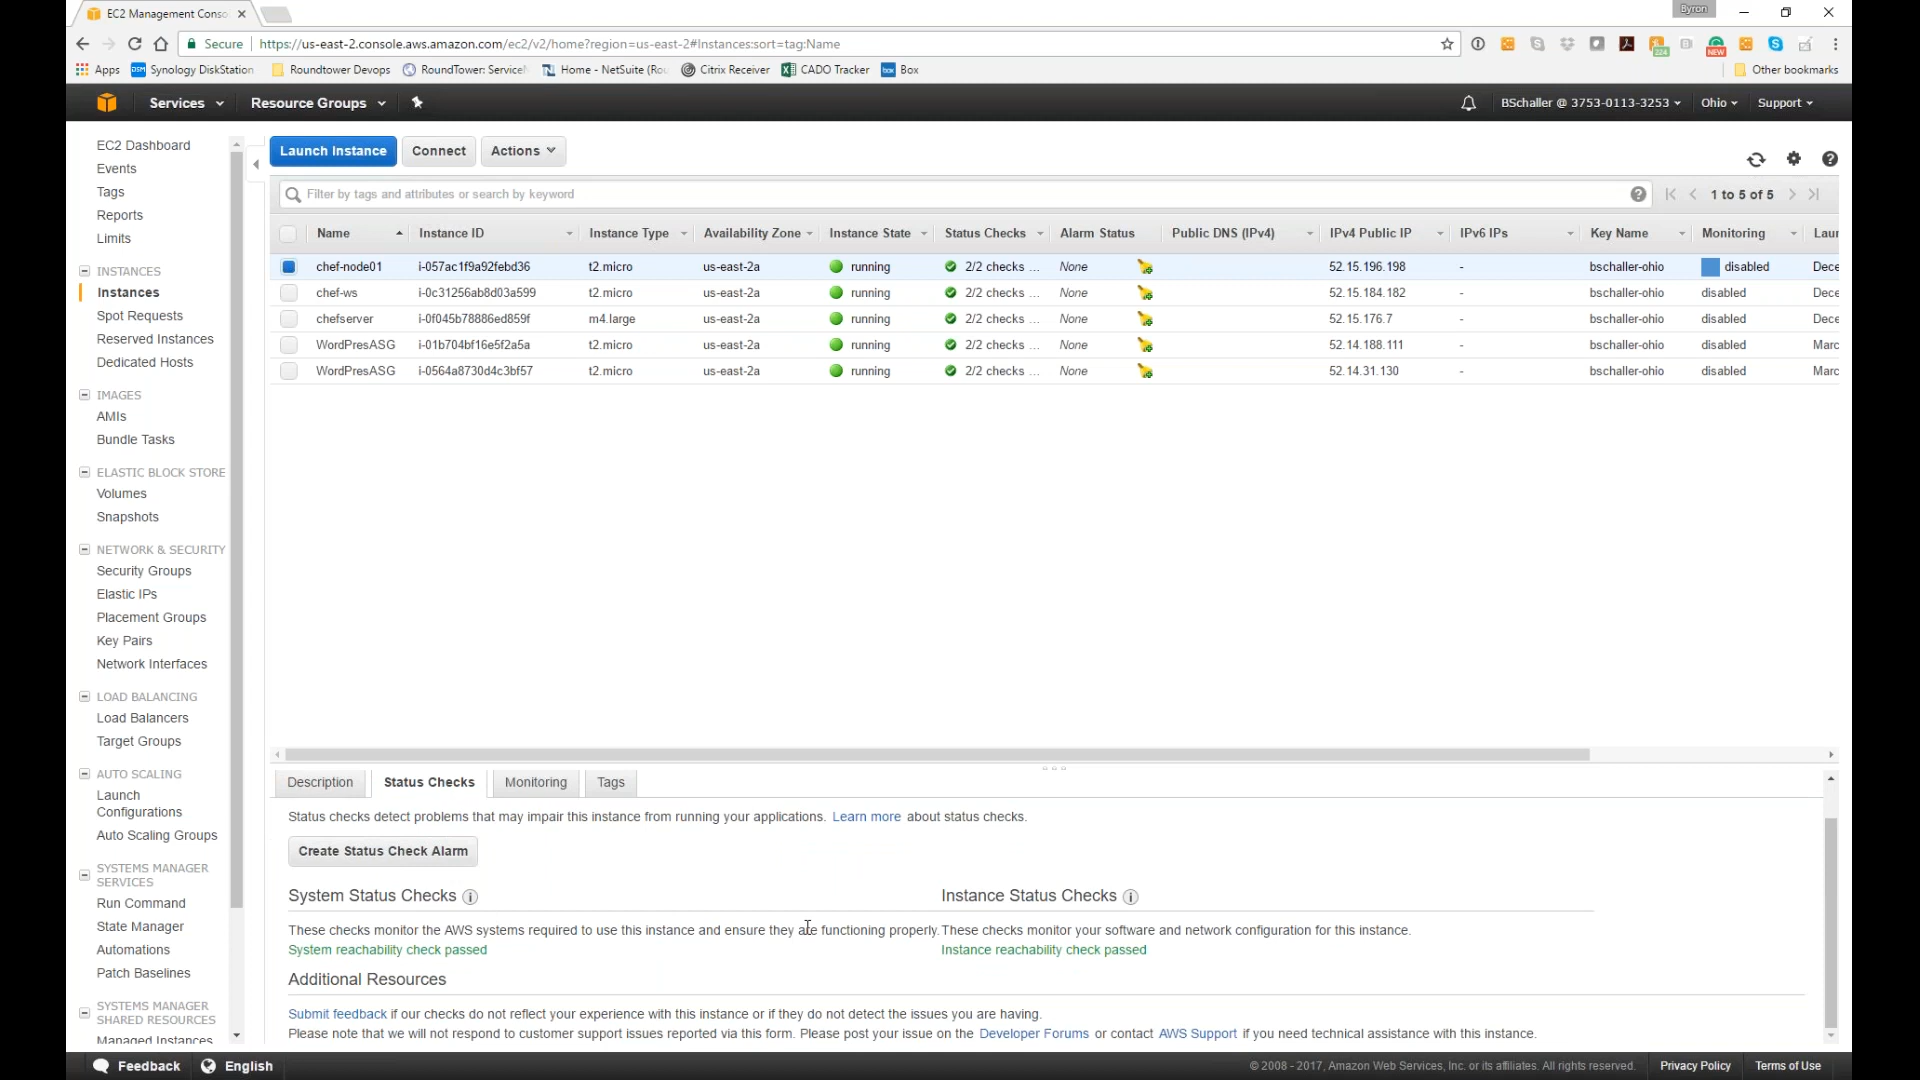 EC2 Management Conso
Byron
Secure https://us-east-2.console.aws.amazon.com/ec2/v2/home?region=us-east-2#Instances:sort=tag:Name
224
NEW
Apps DSM Synology DiskStation Roundtower Devops RoundTower: Service Home - NetSuite (Rou Citrix Receiver CADO Tracker box Box Other bookmarks
Services Resource Groups BSchaller @ 3753-0113-3253 Ohio Support
EC2 Dashboard
Events
Tags
Reports
Limits
INSTANCES
Instances
Spot Requests
Reserved Instances
Dedicated Hosts
IMAGES
AMIs
Bundle Tasks
ELASTIC BLOCK STORE
Volumes
Snapshots
NETWORK & SECURITY
Security Groups
Elastic IPs
Placement Groups
Key Pairs
Network Interfaces
LOAD BALANCING
Load Balancers
Target Groups
AUTO SCALING
Launch
Configurations
Auto Scaling Groups
SYSTEMS MANAGER
SERVICES
Run Command
State Manager
Automations
Patch Baselines
SYSTEMS MANAGER
SHARED RESOURCES
Managed Instances
Launch Instance Connect Actions
Filter by tags and attributes or search by keyword 1 to 5 of 5
Name Instance ID Instance Type Availability Zone Instance State Status Checks Alarm Status Public DNS (IPv4) IPv4 Public IP IPv6 IPs Key Name Monitoring Laun
chef-node01 i-057ac1f9a92febd36 t2.micro us-east-2a running 2/2 checks ... None 52.15.196.198 - bschaller-ohio disabled Dece
chef-ws i-0c31256ab8d03a599 t2.micro us-east-2a running 2/2 checks ... None 52.15.184.182 - bschaller-ohio disabled Dece
chefserver i-0f045b78886ed859f m4.large us-east-2a running 2/2 checks ... None 52.15.176.7 - bschaller-ohio disabled Dece
WordPresASG i-01b704bf16e5f2a5a t2.micro us-east-2a running 2/2 checks ... None 52.14.188.111 - bschaller-ohio disabled Marc
WordPresASG i-0564a8730d4c3bf57 t2.micro us-east-2a running 2/2 checks ... None 52.14.31.130 - bschaller-ohio disabled Marc
Description Status Checks Monitoring Tags
Status checks detect problems that may impair this instance from running your applications. Learn more about status checks.
Create Status Check Alarm
System Status Checks
These checks monitor the AWS systems required to use this instance and ensure they are functioning properly.
System reachability check passed
Instance Status Checks
These checks monitor your software and network configuration for this instance.
Instance reachability check passed
Additional Resources
Submit feedback if our checks do not reflect your experience with this instance or if they do not detect the issues you are having.
Please note that we will not respond to customer support issues reported via this form. Please post your issue on the Developer Forums or contact AWS Support if you need technical assistance with this instance.
Feedback English © 2008 - 2017, Amazon Web Services, Inc. or its affiliates. All rights reserved. Privacy Policy Terms of Use